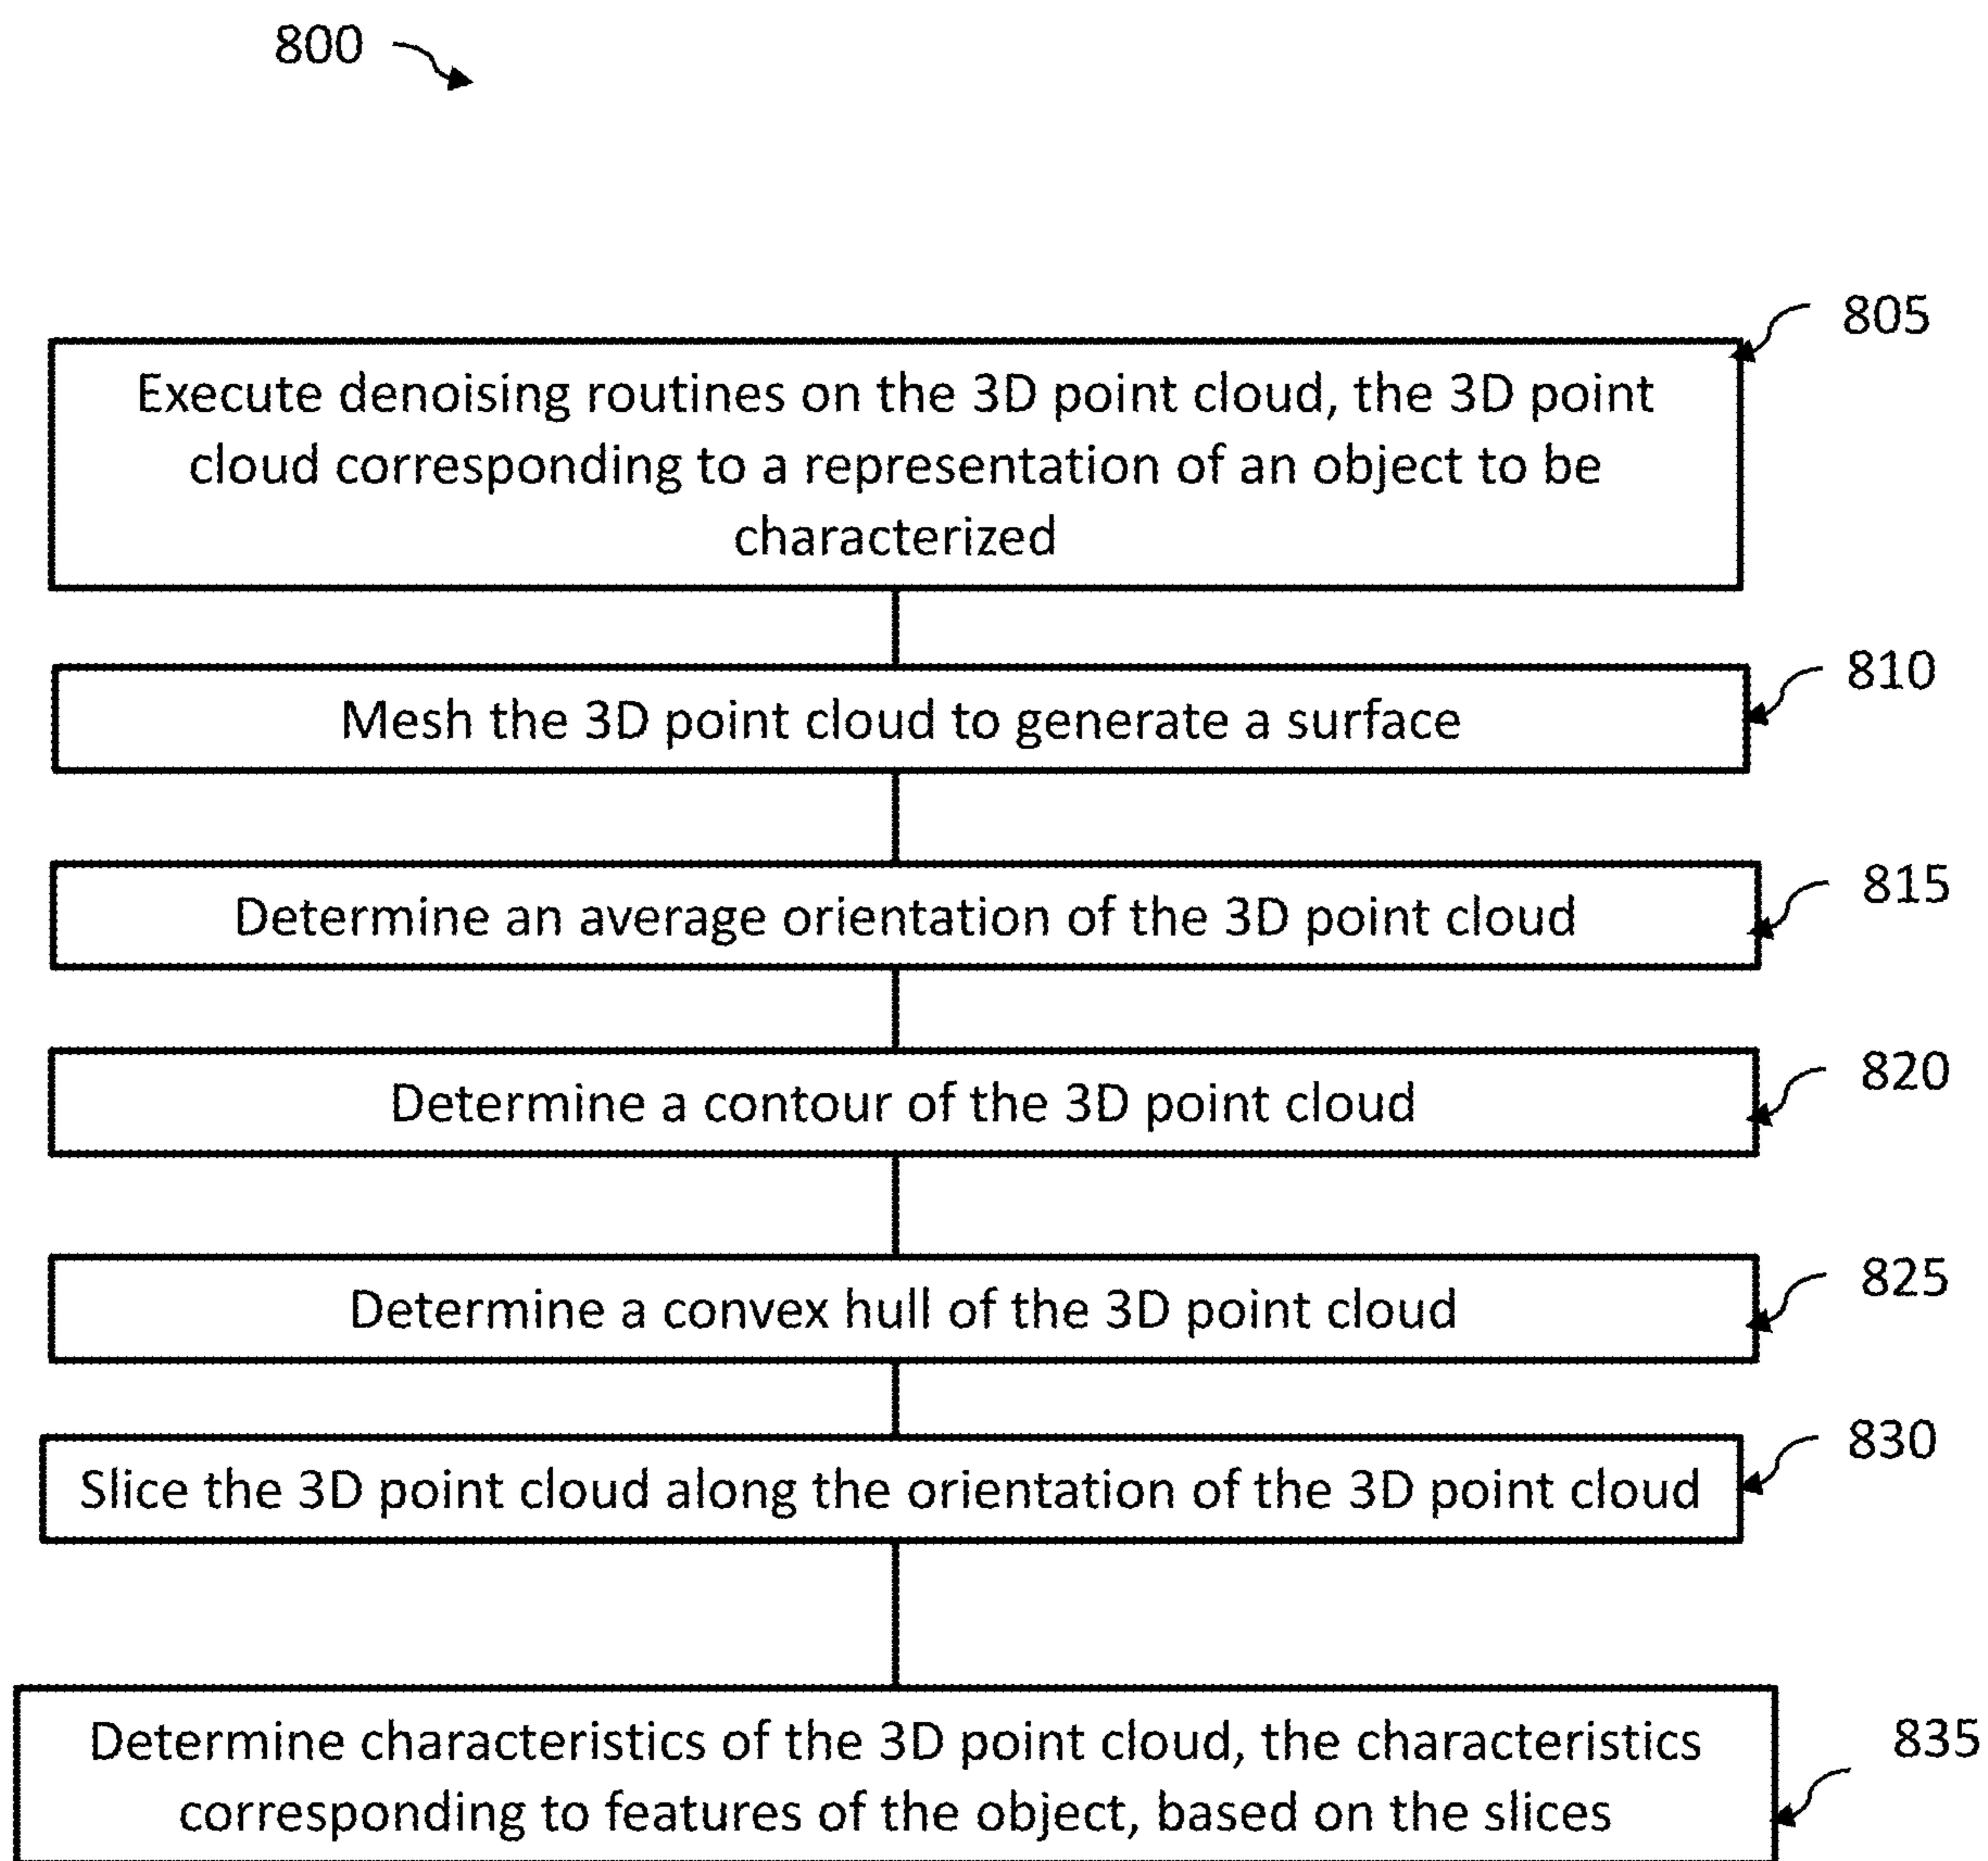 800
805
Execute denoising routines on the 3D point cloud, the 3D point
cloud corresponding to a representation of an object to be
characterized
810
Mesh the 3D point cloud to generate a surface
815
Determine an average orientation of the 3D point cloud
820
Determine a contour of the 3D point cloud
825
Determine a convex hull of the 3D point cloud
830
Slice the 3D point cloud along the orientation of the 3D point cloud
835
Determine characteristics of the 3D point cloud, the characteristics
corresponding to features of the object, based on the slices